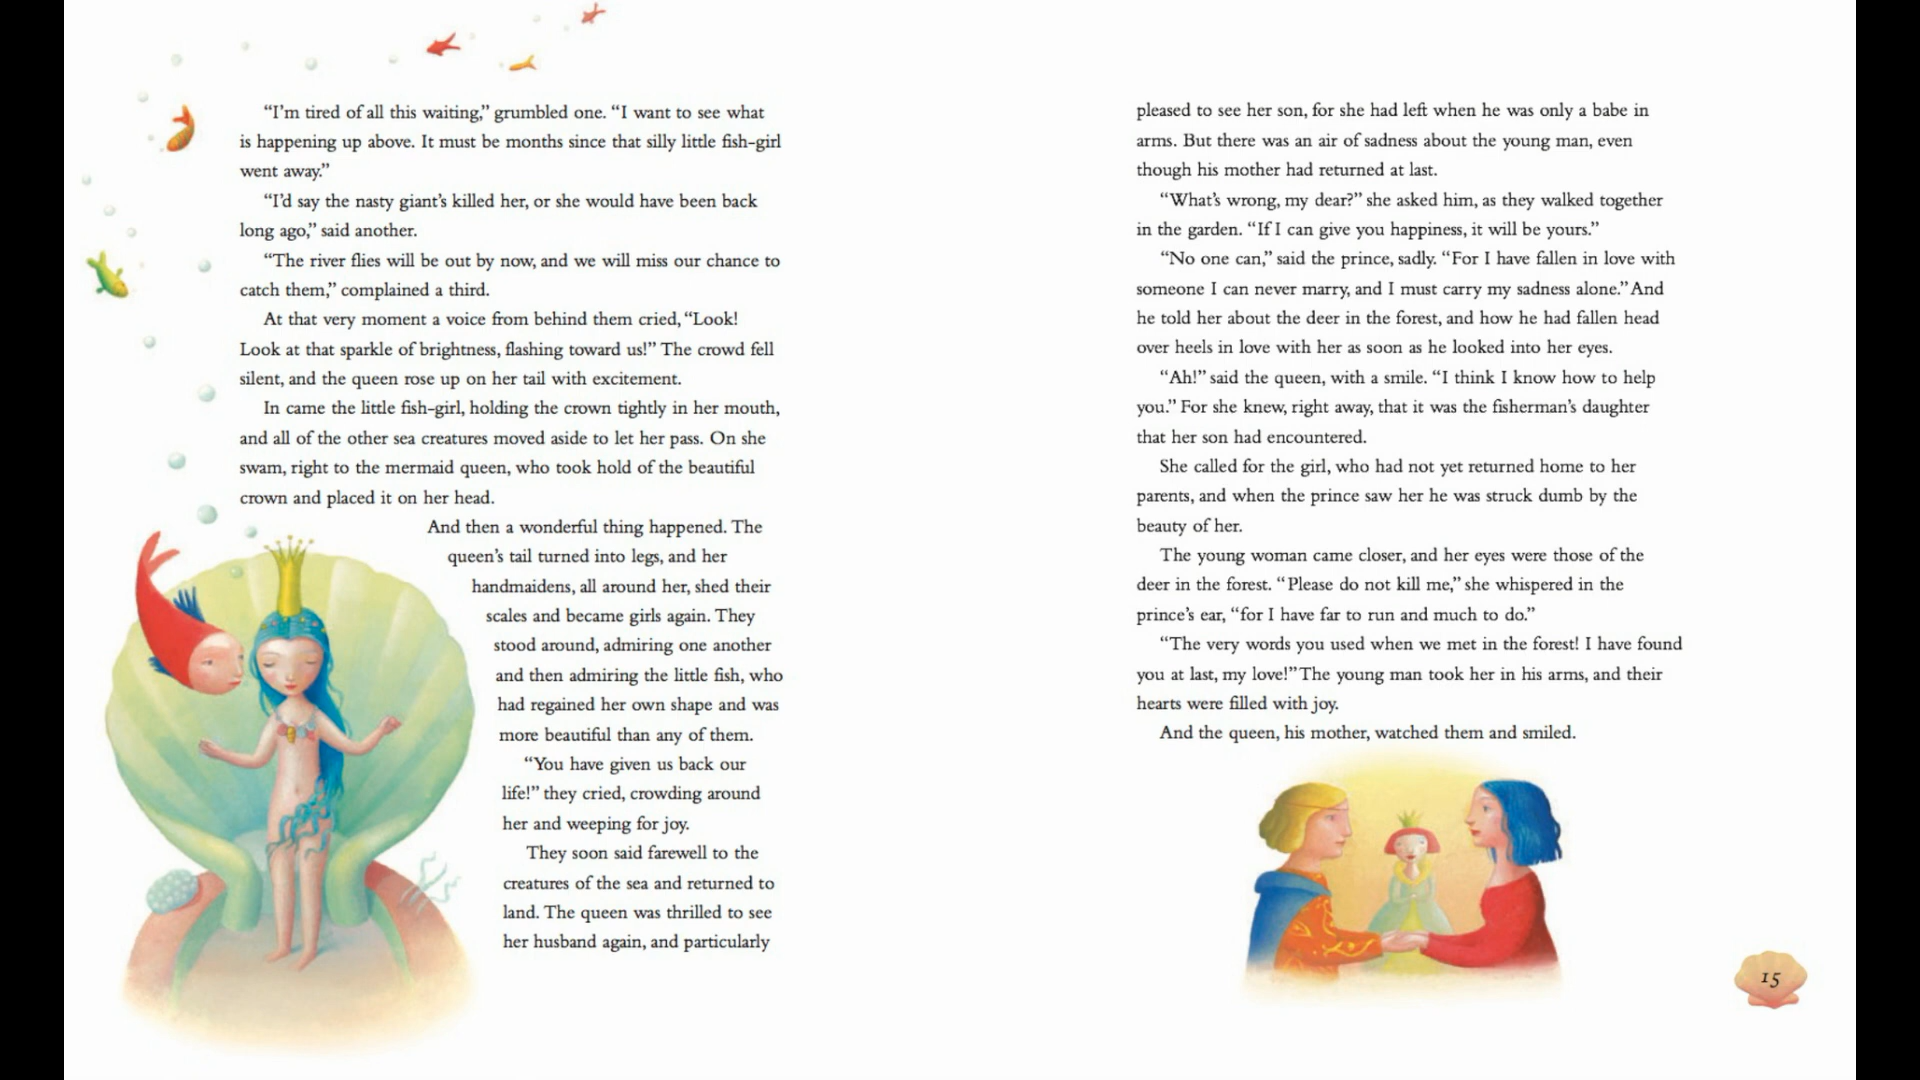 “I’m tired of all this waiting,” grumbled one. “I want to see what
is happening up above. It must be months since that silly little fish-girl
went away.”
“I’d say the nasty giant’s killed her, or she would have been back
long ago,” said another.
“The river flies will be out by now, and we will miss our chance to
catch them,” complained a third.
At that very moment a voice from behind them cried, “Look!
Look at that sparkle of brightness, flashing toward us!” The crowd fell
silent, and the queen rose up on her tail with excitement.
In came the little fish-girl, holding the crown tightly in her mouth,
and all of the other sea creatures moved aside to let her pass. On she
swam, right to the mermaid queen, who took hold of the beautiful
crown and placed it on her head.
And then a wonderful thing happened. The
queen’s tail turned into legs, and her
handmaidens, all around her, shed their
scales and became girls again. They
stood around, admiring one another
and then admiring the little fish, who
had regained her own shape and was
more beautiful than any of them.
“You have given us back our
life!” they cried, crowding around
her and weeping for joy.
They soon said farewell to the
creatures of the sea and returned to
land. The queen was thrilled to see
her husband again, and particularly
pleased to see her son, for she had left when he was only a babe in
arms. But there was an air of sadness about the young man, even
though his mother had returned at last.
“What’s wrong, my dear?” she asked him, as they walked together
in the garden. “If I can give you happiness, it will be yours.”
“No one can,” said the prince, sadly. “For I have fallen in love with
someone I can never marry, and I must carry my sadness alone.” And
he told her about the deer in the forest, and how he had fallen head
over heels in love with her as soon as he looked into her eyes.
“Ah!” said the queen, with a smile. “I think I know how to help
you.” For she knew, right away, that it was the fisherman’s daughter
that her son had encountered.
She called for the girl, who had not yet returned home to her
parents, and when the prince saw her he was struck dumb by the
beauty of her.
The young woman came closer, and her eyes were those of the
deer in the forest. “Please do not kill me,” she whispered in the
prince’s ear, “for I have far to run and much to do.”
“The very words you used when we met in the forest! I have found
you at last, my love!” The young man took her in his arms, and their
hearts were filled with joy.
And the queen, his mother, watched them and smiled.
15